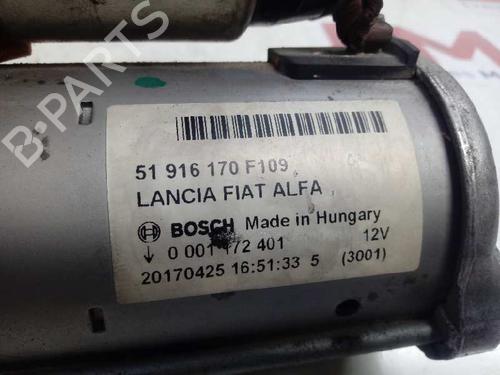 B-PARTS
51 916 170 F109
LANCIA FIAT ALFA
BOSCH Made in Hungary
0 001 172 401 12V
20170425 16:51:33 5 (3001)